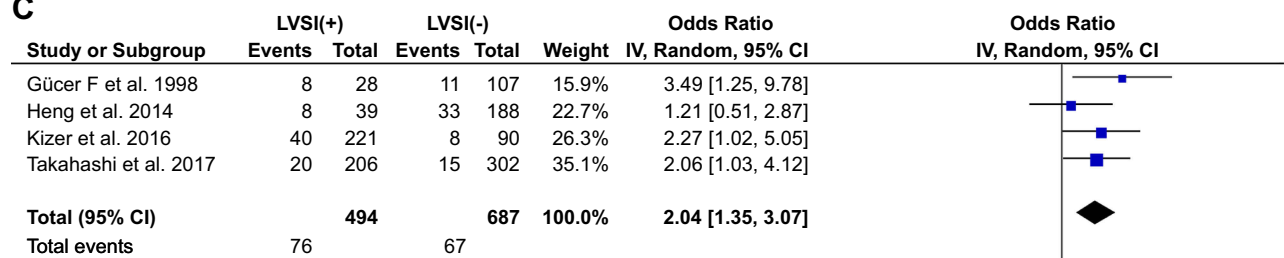 C
LVSI(+) LVSI(-) Odds Ratio Odds Ratio
Study or Subgroup Events Total Events Total Weight IV, Random, 95% CI IV, Random, 95% CI
Gücer F et al. 1998 8 28 11 107 15.9% 3.49 [1.25, 9.78]
Heng et al. 2014 8 39 33 188 22.7% 1.21 [0.51, 2.87]
Kizer et al. 2016 40 221 8 90 26.3% 2.27 [1.02, 5.05]
Takahashi et al. 2017 20 206 15 302 35.1% 2.06 [1.03, 4.12]
Total (95% CI) 494 687 100.0% 2.04 [1.35, 3.07]
Total events 76 67